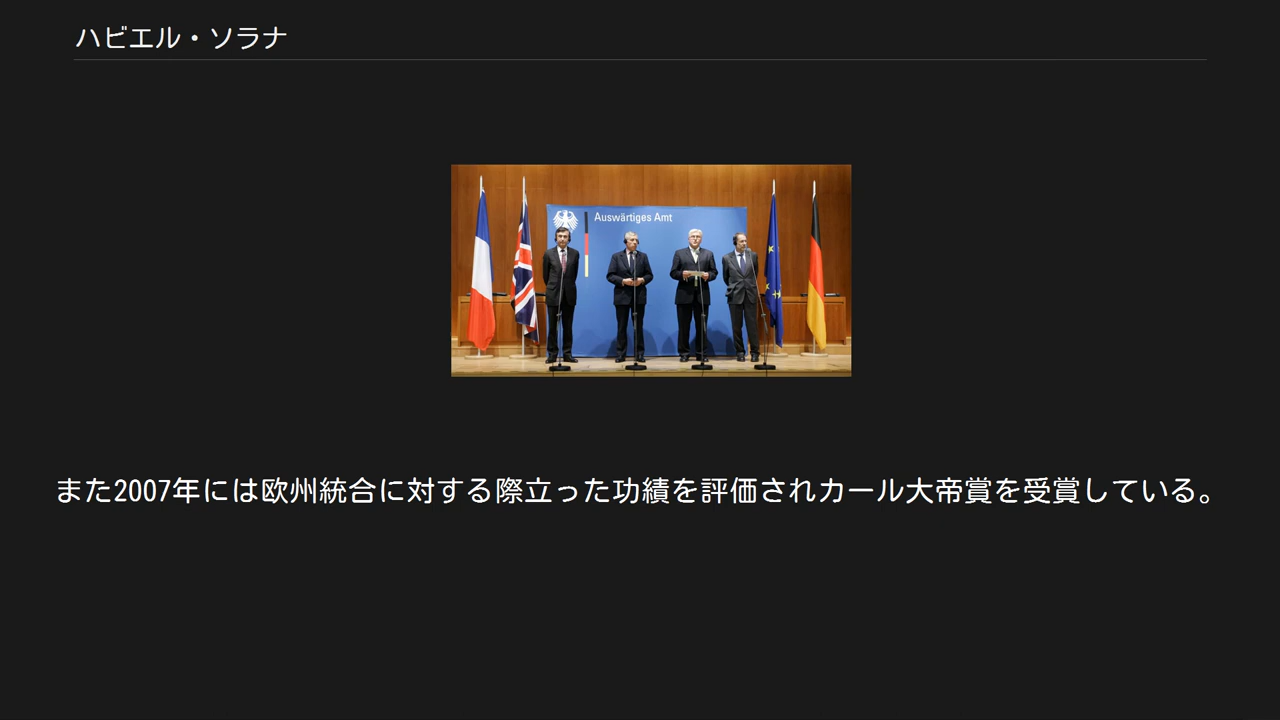 ハビエル・ソラナ
Auswärtiges Amt
また2007年には欧州統合に対する際立った功績を評価されカール大帝賞を受賞している。